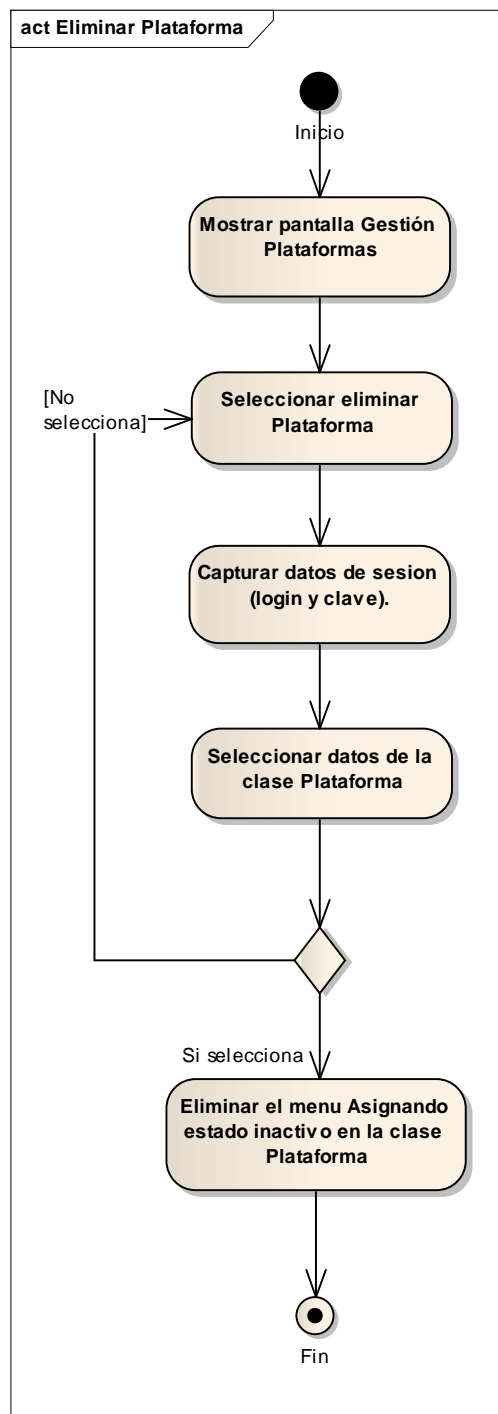 act Eliminar Plataforma
Inicio
Mostrar pantalla Gestión
Plataformas
[No
selecciona]
Seleccionar eliminar
Plataforma
Capturar datos de sesion
(login y clave).
Seleccionar datos de la
clase Plataforma
Si selecciona
Eliminar el menu Asignando
estado inactivo en la clase
Plataforma
Fin